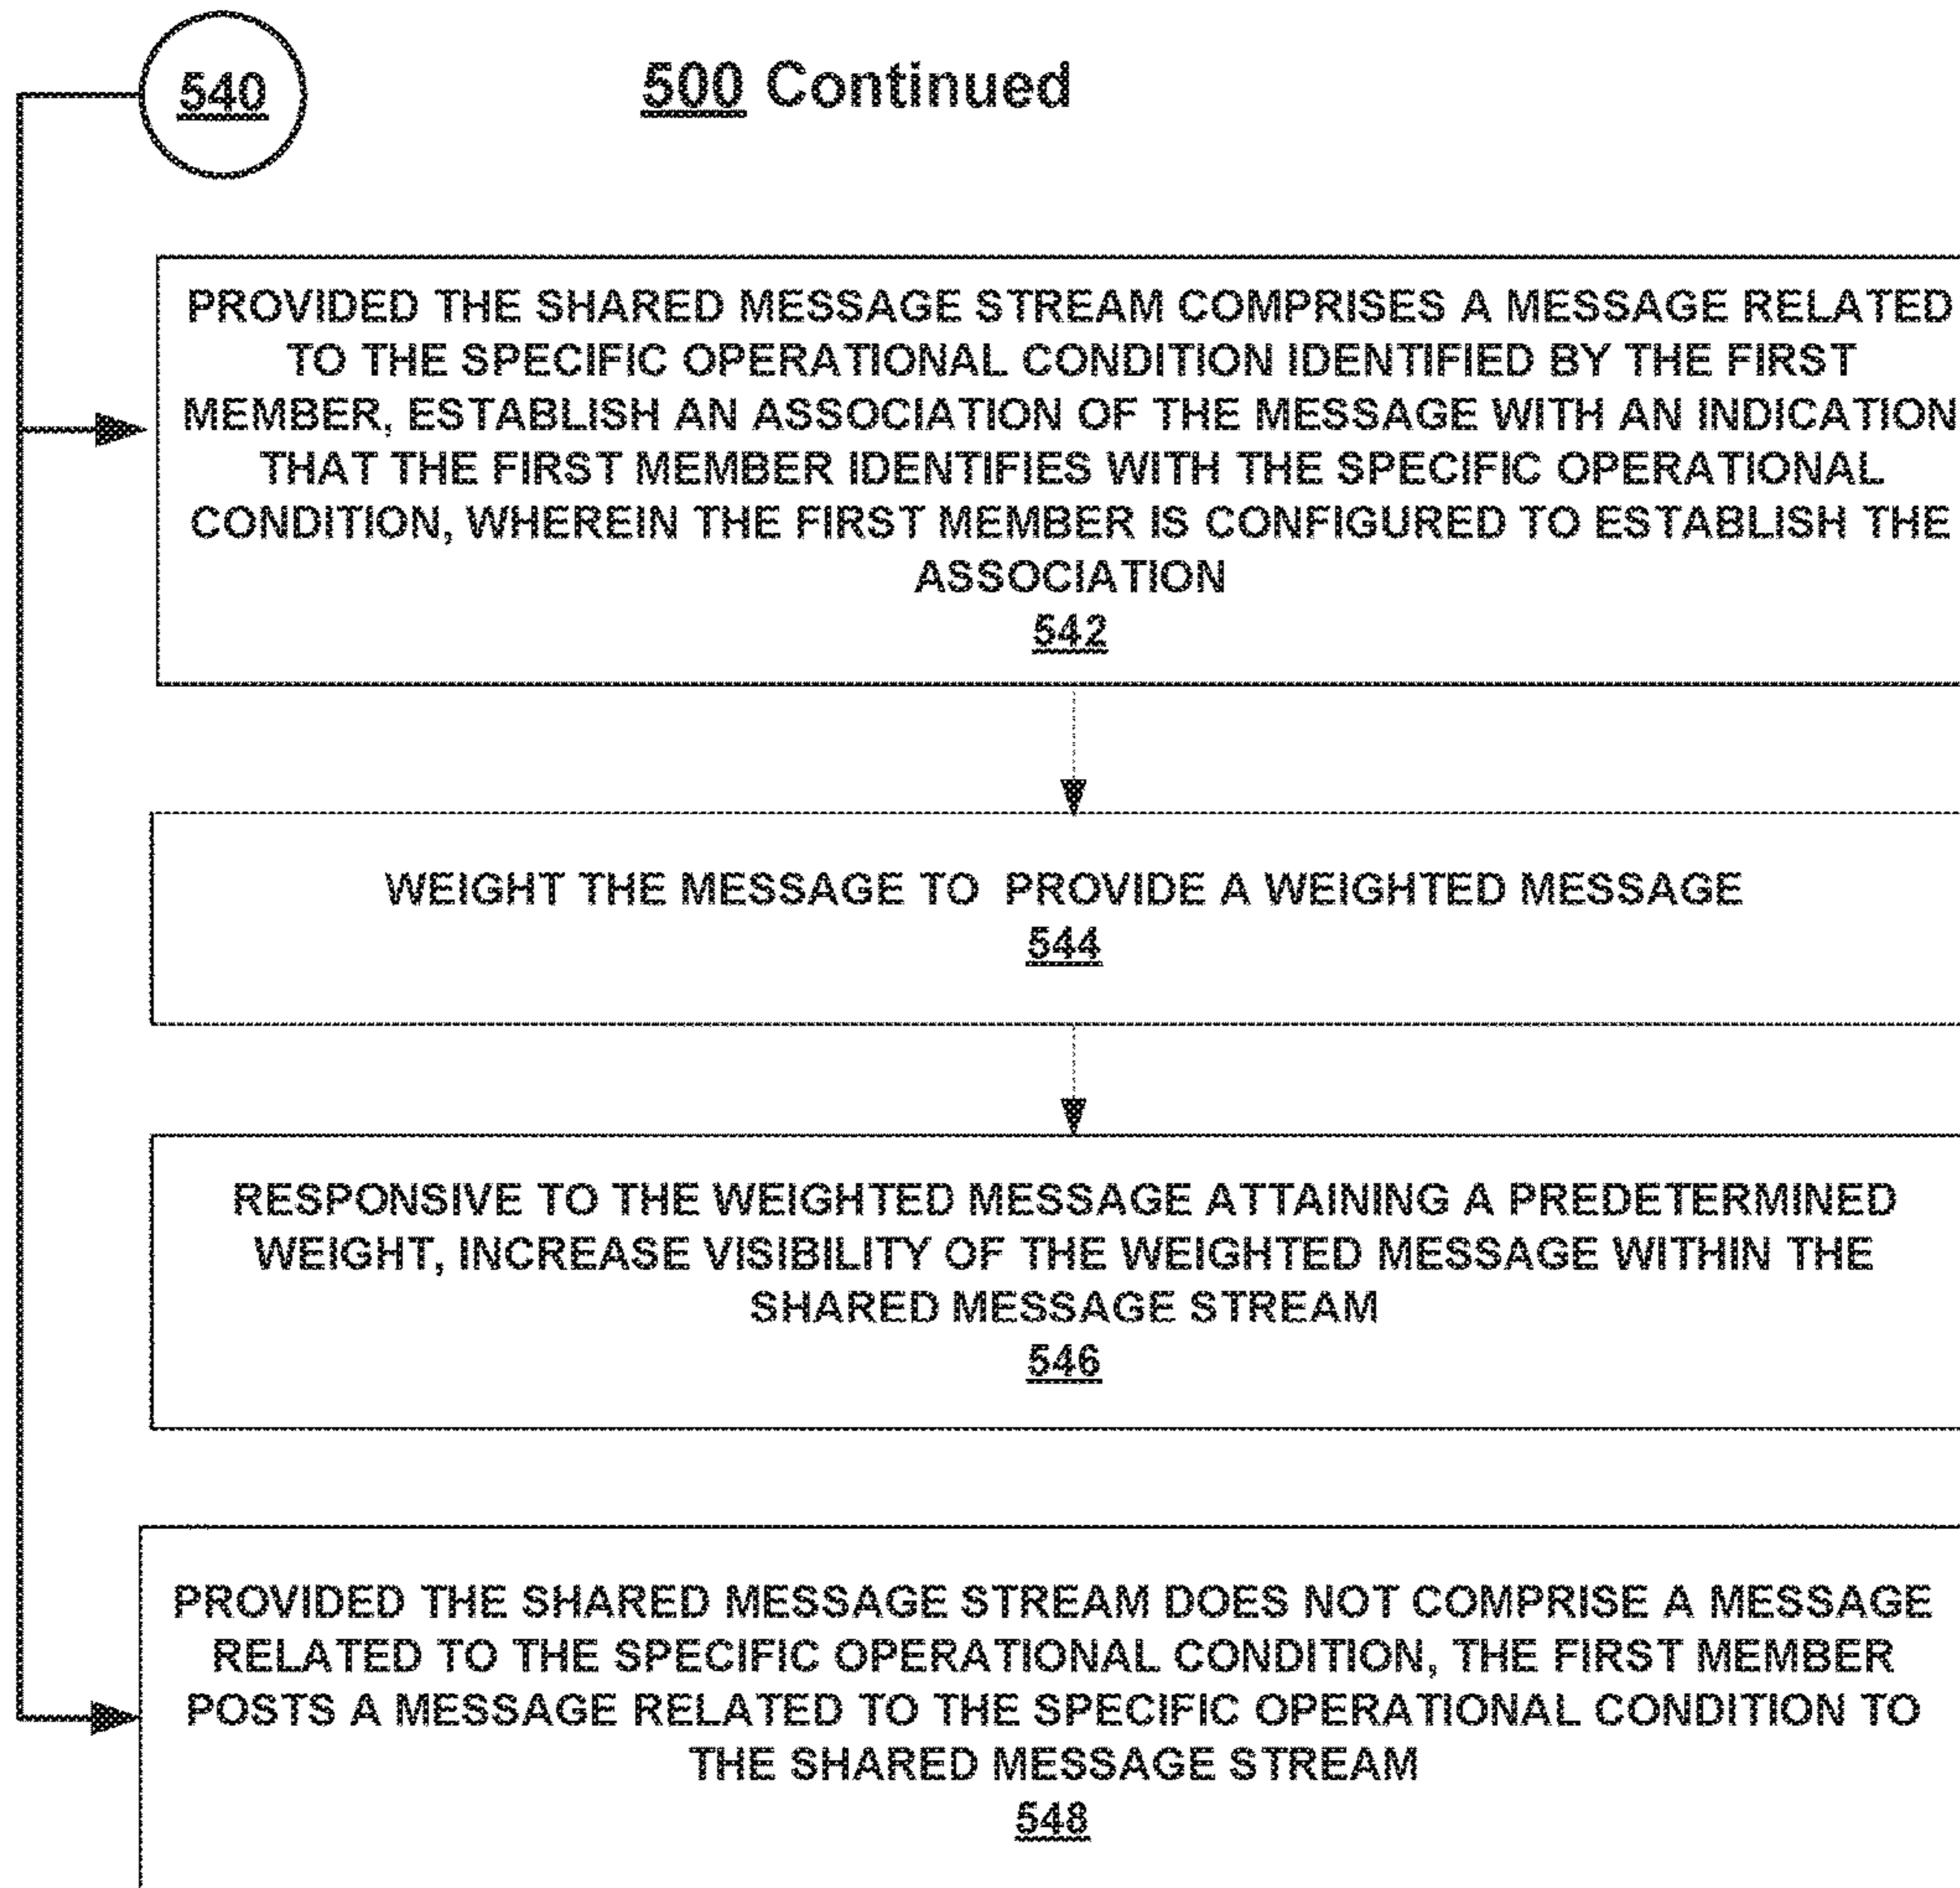 540
500 Continued
PROVIDED THE SHARED MESSAGE STREAM COMPRISES A MESSAGE RELATED
TO THE SPECIFIC OPERATIONAL CONDITION IDENTIFIED BY THE FIRST
MEMBER, ESTABLISH AN ASSOCIATION OF THE MESSAGE WITH AN INDICATION
THAT THE FIRST MEMBER IDENTIFIES WITH THE SPECIFIC OPERATIONAL
CONDITION, WHEREIN THE FIRST MEMBER IS CONFIGURED TO ESTABLISH THE
ASSOCIATION
542
WEIGHT THE MESSAGE TO PROVIDE A WEIGHTED MESSAGE
544
RESPONSIVE TO THE WEIGHTED MESSAGE ATTAINING A PREDETERMINED
WEIGHT, INCREASE VISIBILITY OF THE WEIGHTED MESSAGE WITHIN THE
SHARED MESSAGE STREAM
546
PROVIDED THE SHARED MESSAGE STREAM DOES NOT COMPRISE A MESSAGE
RELATED TO THE SPECIFIC OPERATIONAL CONDITION, THE FIRST MEMBER
POSTS A MESSAGE RELATED TO THE SPECIFIC OPERATIONAL CONDITION TO
THE SHARED MESSAGE STREAM
548